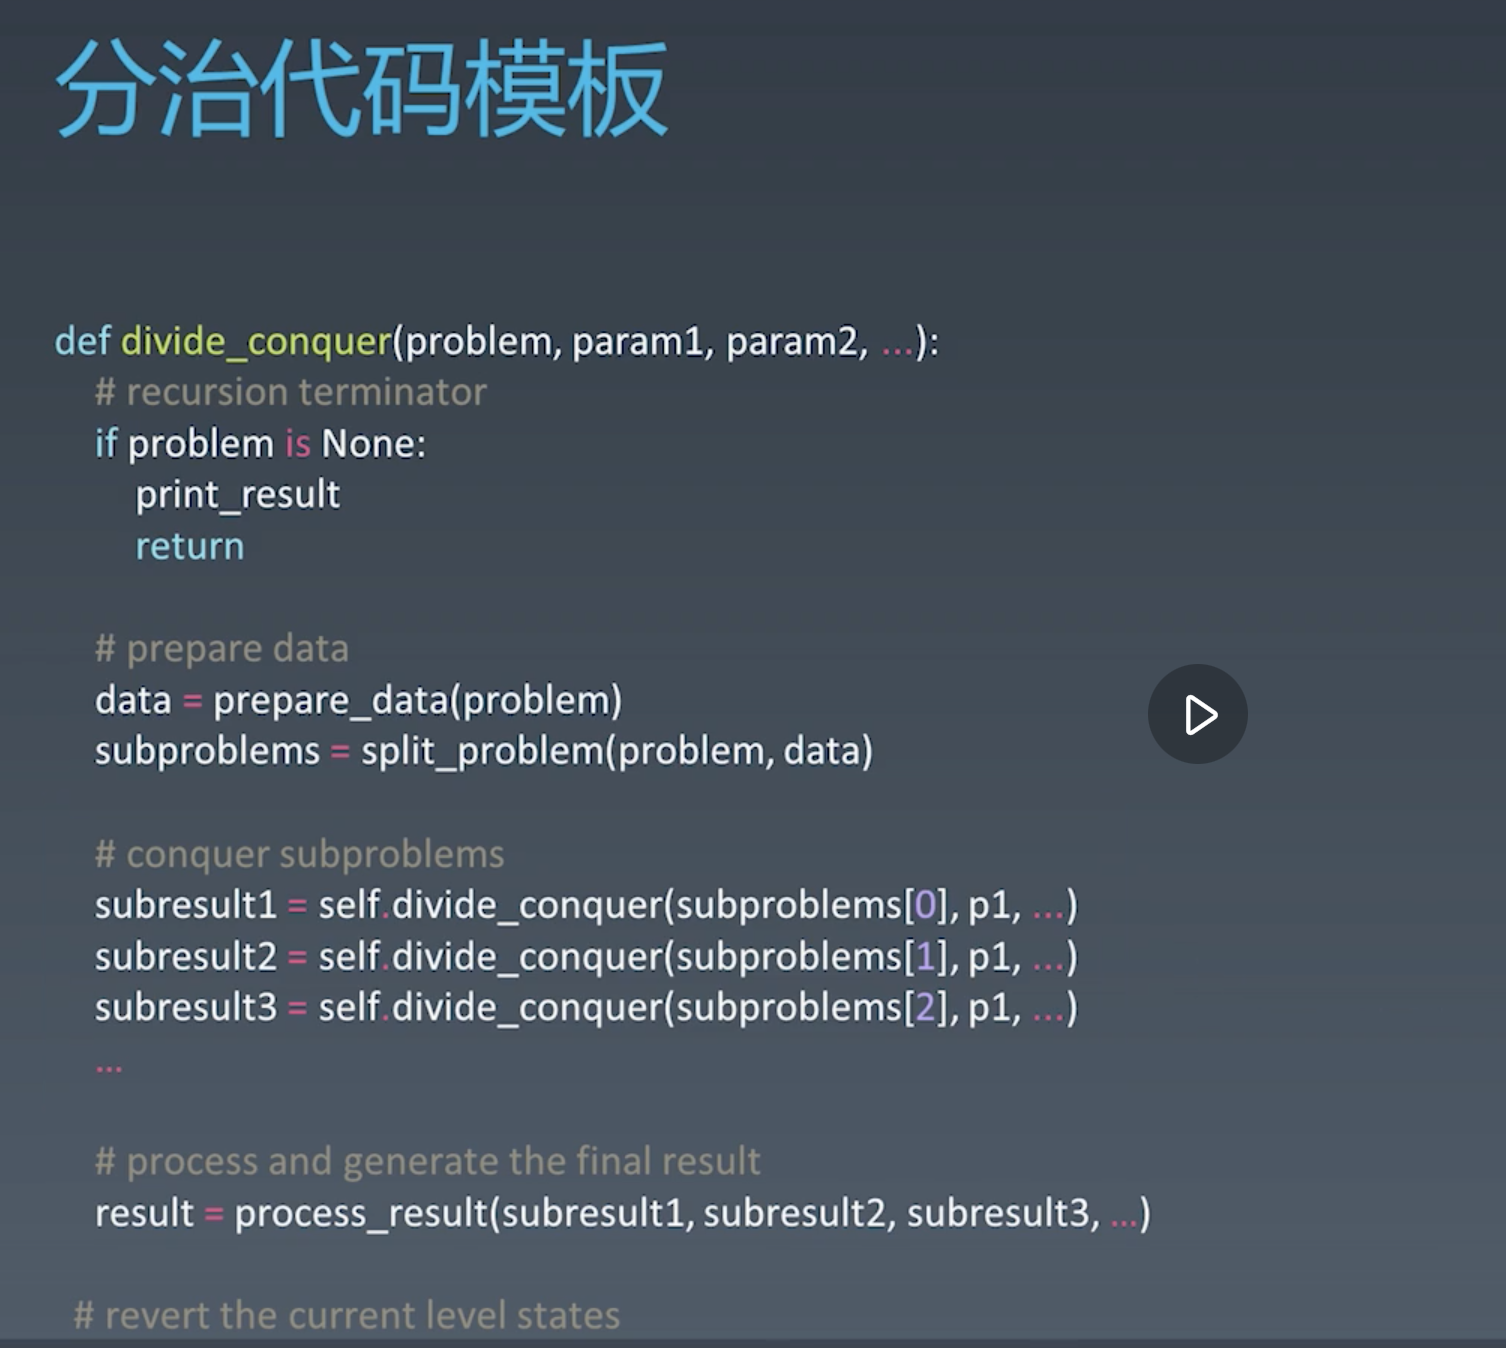 分治代码模板
def divide_conquer(problem, param1, param2, ...):
# recursion terminator
if problem is None:
print_result
return
# prepare data
data = prepare_data(problem)
subproblems = split_problem(problem, data)
# conquer subproblems
subresult1 = self.divide_conquer(subproblems[0], p1, ...)
subresult2 = self.divide_conquer(subproblems[1], p1, ...)
subresult3 = self.divide_conquer(subproblems[2], p1, ...)
...
# process and generate the final result
result = process_result(subresult1, subresult2, subresult3, ...)
# revert the current level states